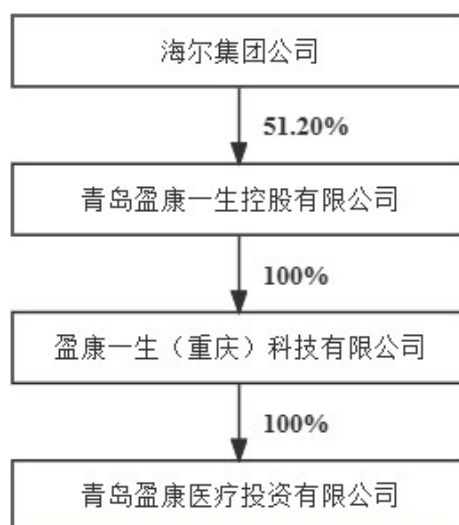 海尔集团公司
51.20%
青岛盈康一生控股有限公司
100%
盈康一生（重庆）科技有限公司
100%
青岛盈康医疗投资有限公司